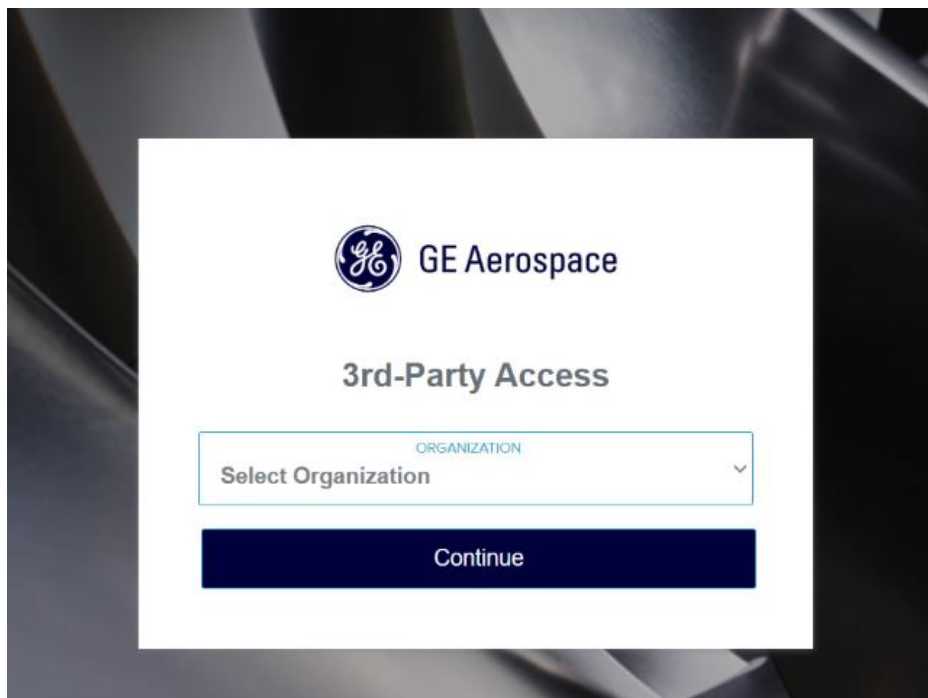 GE Aerospace
3rd-Party Access
ORGANIZATION
Select Organization
Continue